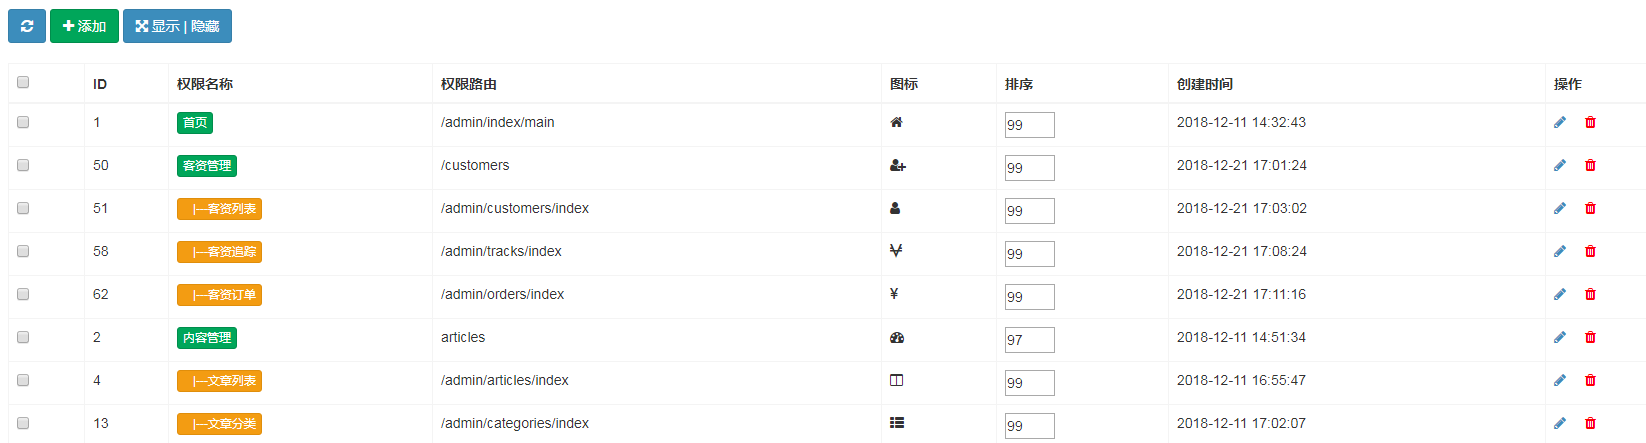 添加 显示 | 隐藏
ID 权限名称 权限路由 图标 排序 创建时间 操作
1 首页 /admin/index/main 99 2018-12-11 14:32:43
50 客资管理 /customers 99 2018-12-21 17:01:24
51 |---客资列表 /admin/customers/index 99 2018-12-21 17:03:02
58 |---客资追踪 /admin/tracks/index 99 2018-12-21 17:08:24
62 |---客资订单 /admin/orders/index ¥ 99 2018-12-21 17:11:16
2 内容管理 articles 97 2018-12-11 14:51:34
4 |---文章列表 /admin/articles/index 99 2018-12-11 16:55:47
13 |---文章分类 /admin/categories/index 99 2018-12-11 17:02:07